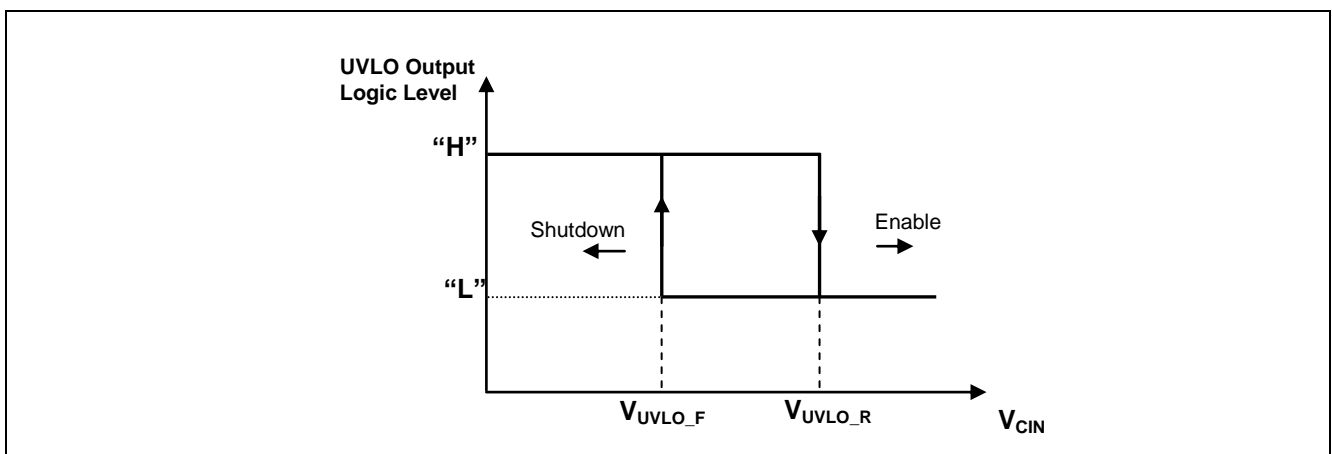 UVLO Output
Logic Level
“H”
Shutdown
Enable
“L”
VUVLO_F
VUVLO_R
VCIN